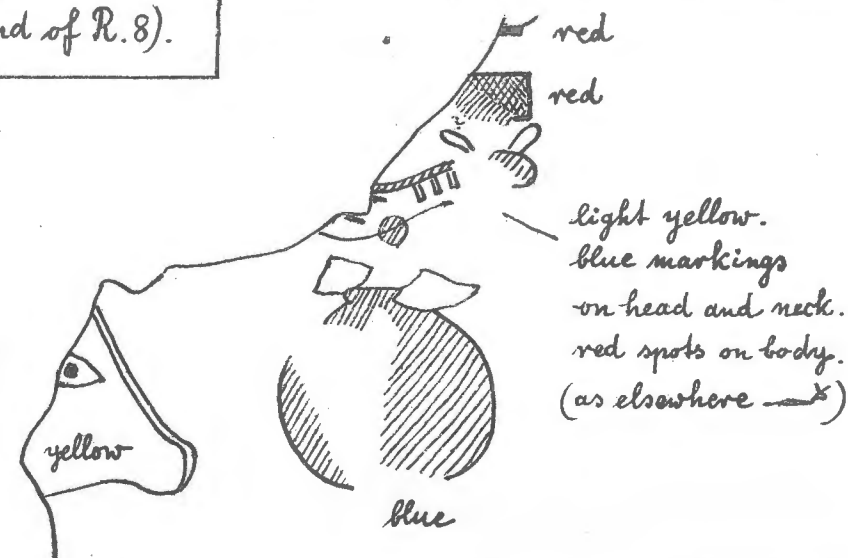 nd of R.8).
red
red
light yellow.
blue markings
on head and neck.
red spots on body.
(as elsewhere
yellow
blue